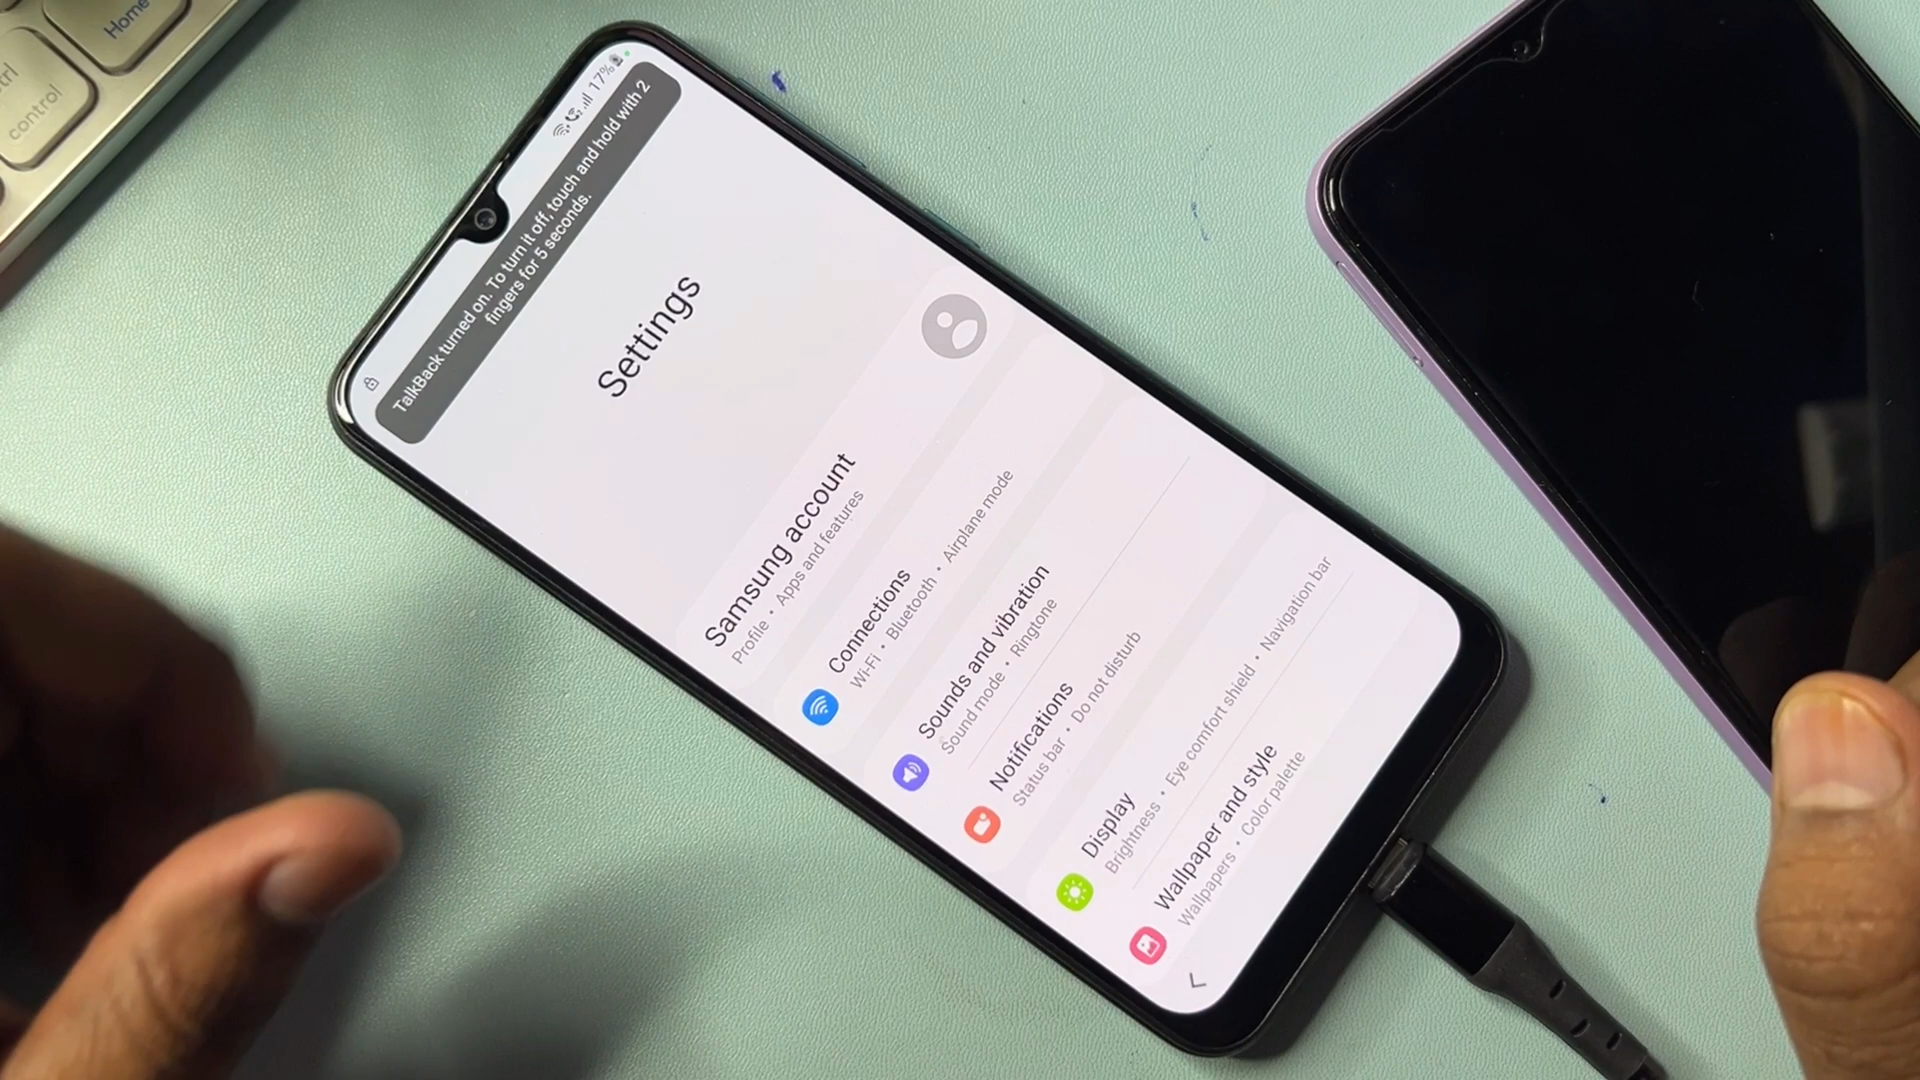 Home
ctrl
control
17%
TalkBack turned on. To turn it off, touch and hold with 2
fingers for 5 seconds.
Settings
Samsung account
Profile • Apps and features
Connections
Wi-Fi • Bluetooth • Airplane mode
Sounds and vibration
Sound mode • Ringtone
Notifications
Status bar • Do not disturb
Display
Brightness • Eye comfort shield • Navigation bar
Wallpaper and style
Wallpapers • Color palette